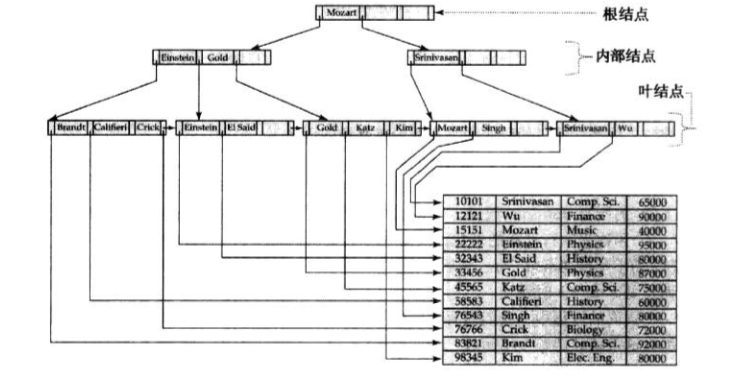 Mozart
根结点
Einstein Gold
Srinivasan
内部结点
叶结点
Brandt Califieri Crick
Einstein El Said
Gold Katz Kim
Mozart Singh
Srinivasan Wu
10101 Srinivasan Comp. Sci. 65000
12121 Wu Finance 90000
15151 Mozart Music 40000
22222 Einstein Physics 95000
32343 El Said History 80000
33456 Gold Physics 87000
45565 Katz Comp. Sci. 75000
58583 Califieri History 60000
76543 Singh Finance 80000
76766 Crick Biology 72000
83821 Brandt Comp. Sci. 92000
98345 Kim Elec. Eng. 80000